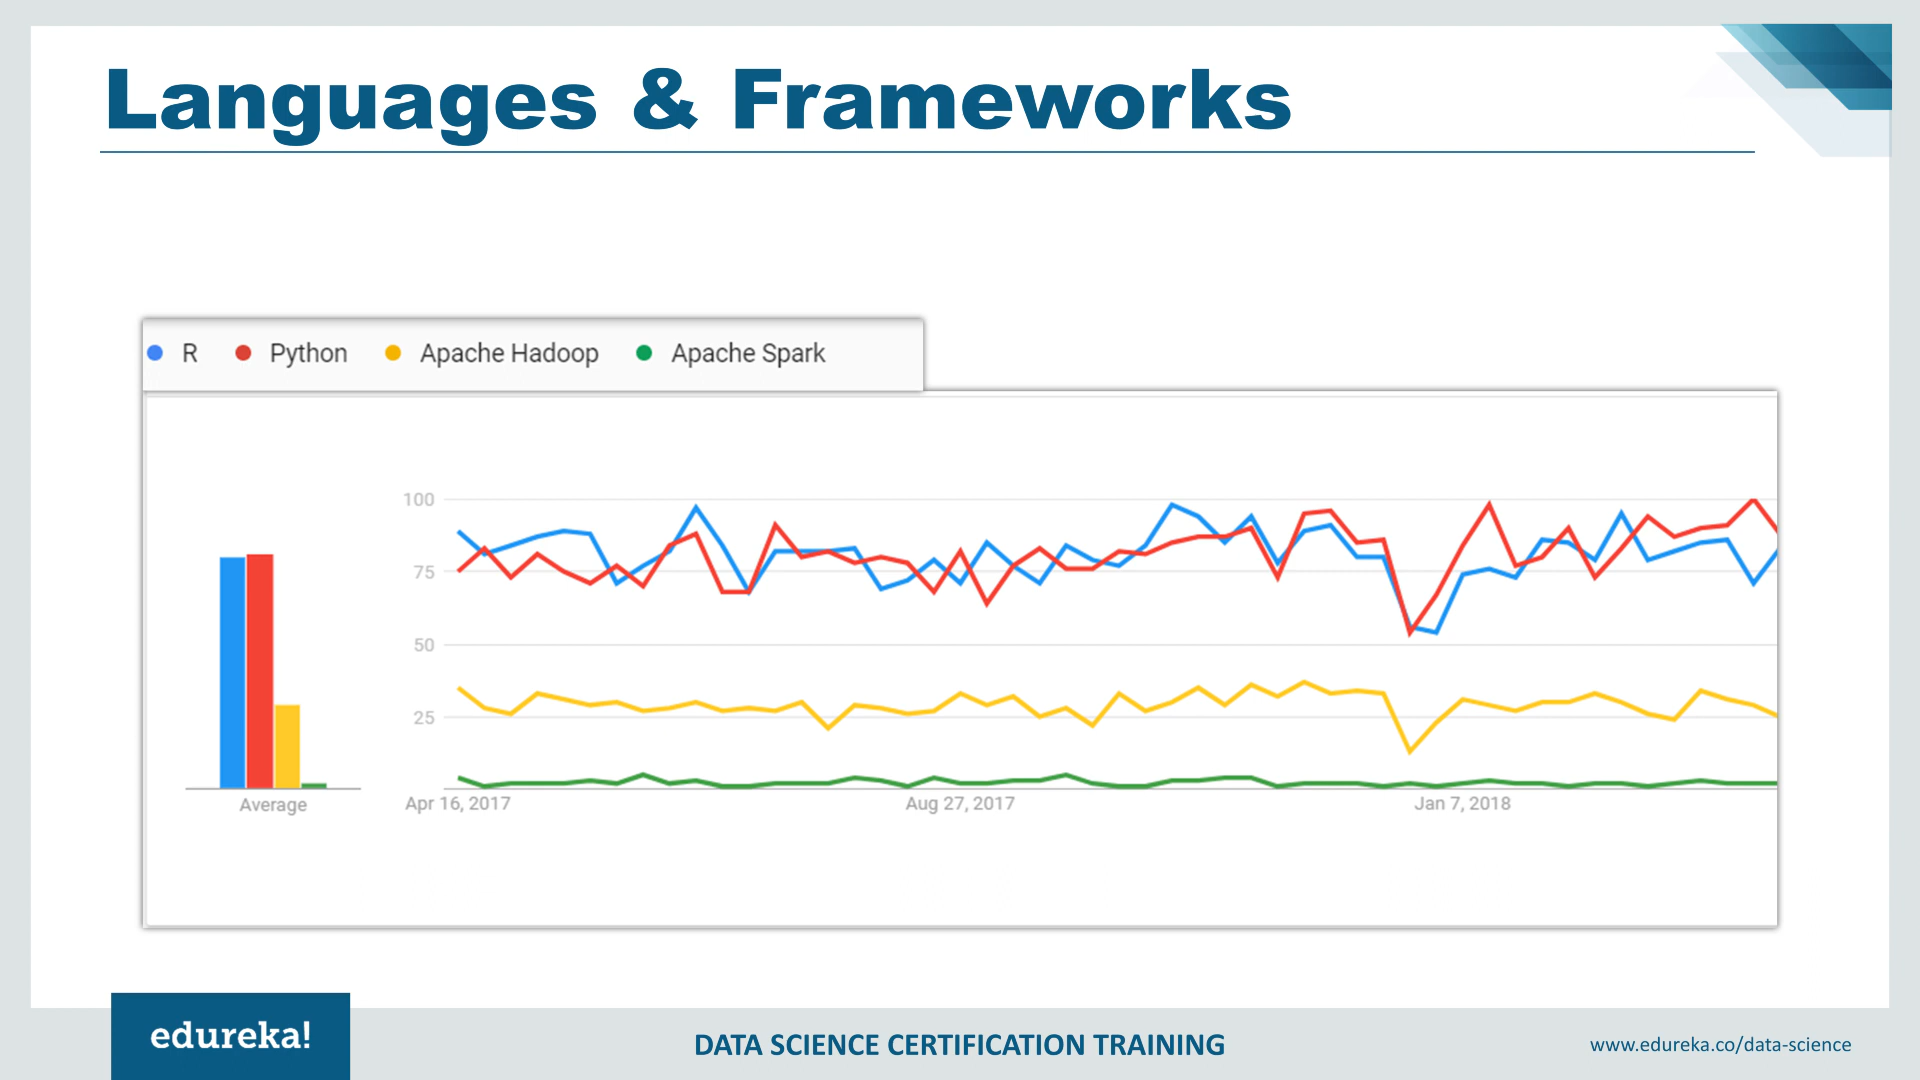 Languages & Frameworks
R Python Apache Hadoop Apache Spark
100
75
50
25
Average
Apr 16, 2017 Aug 27, 2017 Jan 7, 2018
edureka!
DATA SCIENCE CERTIFICATION TRAINING
www.edureka.co/data-science